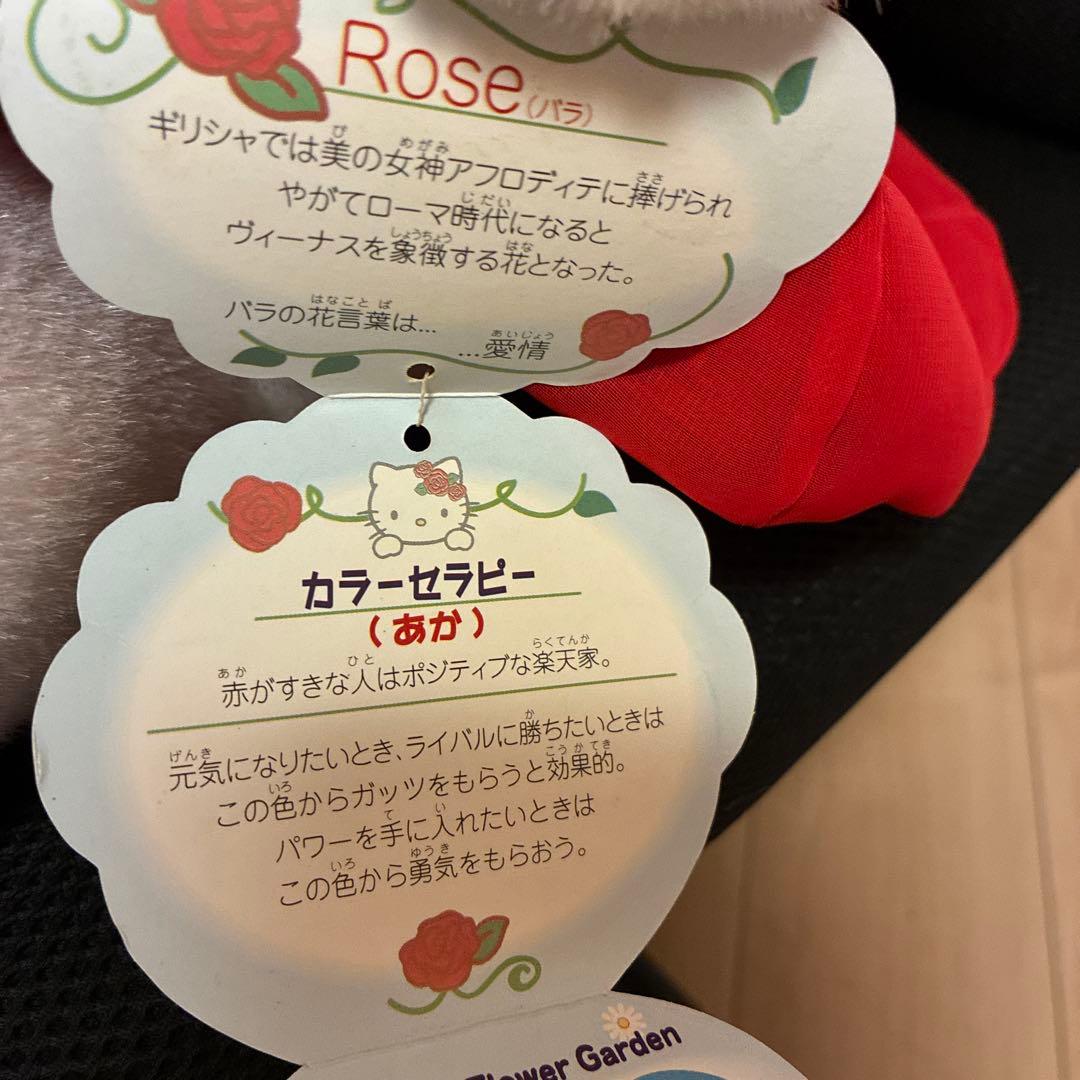 Rose(バラ)
ギリシャでは美の女神アフロディテに捧げられ
やがてローマ時代になると
ヴィーナスを象徴する花となった。
バラの花言葉は...
...愛情
カラーセラピー
(あか)
赤がすきな人はポジティブな楽天家。
元気になりたいとき、ライバルに勝ちたいときは
この色からガッツをもらうと効果的。
パワーを手に入れたいときは
この色から勇気をもらおう。
Flower Garden